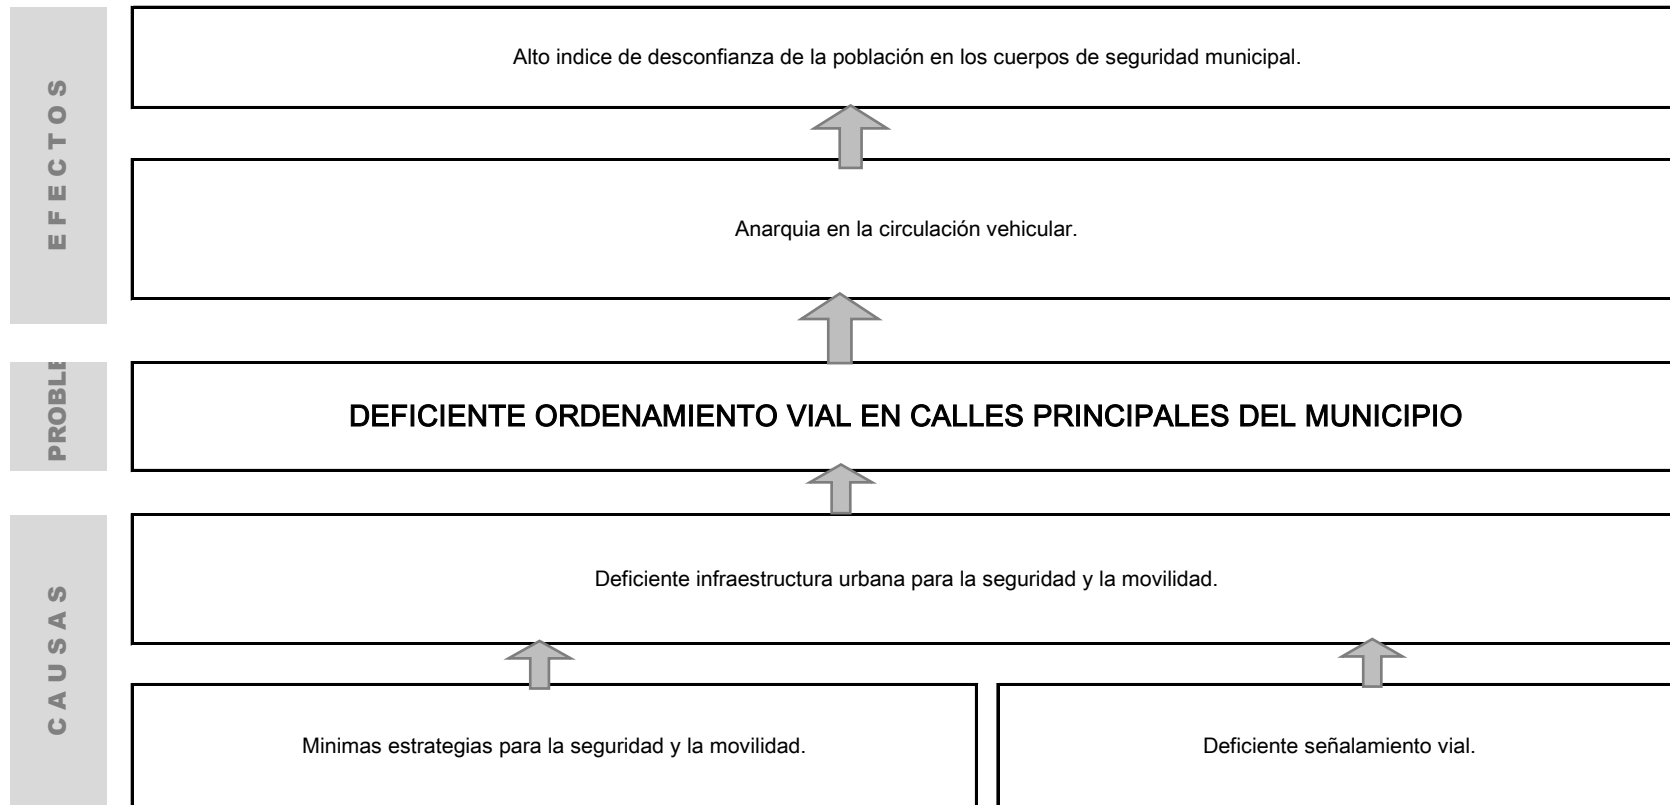 EFECTOS
Alto indice de desconfianza de la población en los cuerpos de seguridad municipal.
Anarquia en la circulación vehicular.
PROBLE
DEFICIENTE ORDENAMIENTO VIAL EN CALLES PRINCIPALES DEL MUNICIPIO
CAUSAS
Deficiente infraestructura urbana para la seguridad y la movilidad.
Minimas estrategias para la seguridad y la movilidad.
Deficiente señalamiento vial.